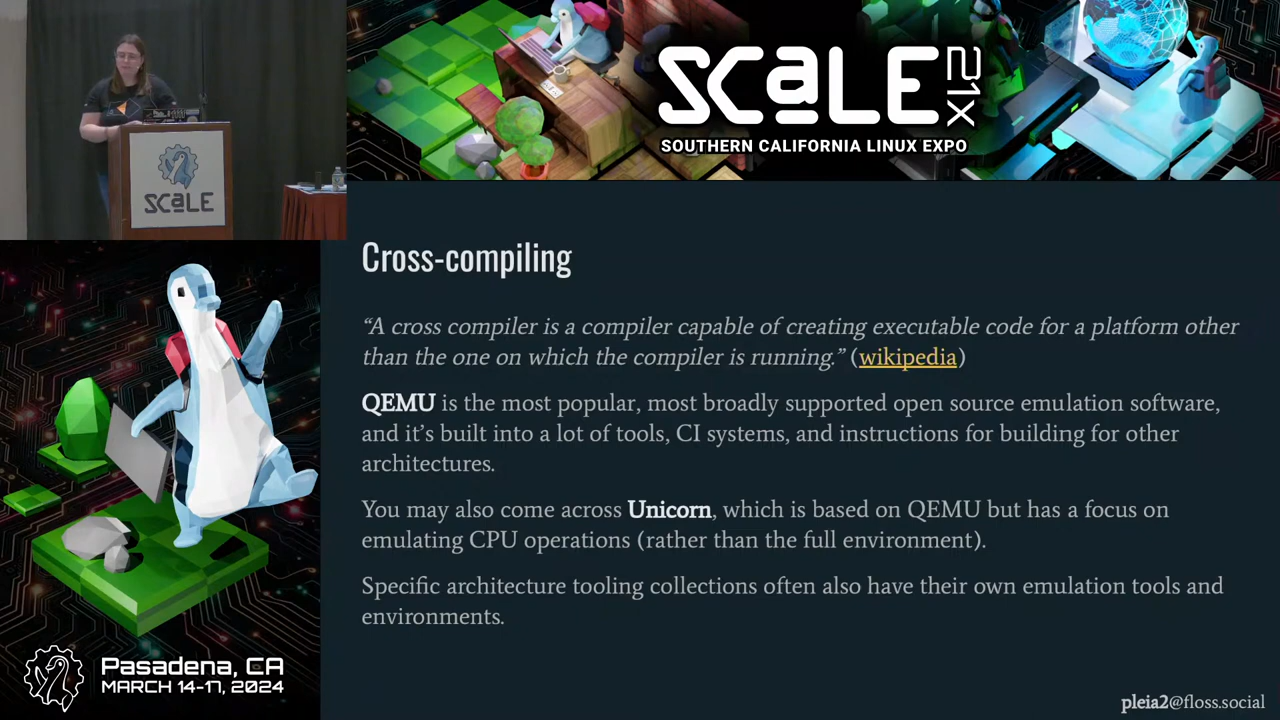 SCALE
21X
SOUTHERN CALIFORNIA LINUX EXPO
SCALE
Cross-compiling
“A cross compiler is a compiler capable of creating executable code for a platform other
than the one on which the compiler is running.” (wikipedia)
QEMU is the most popular, most broadly supported open source emulation software,
and it’s built into a lot of tools, CI systems, and instructions for building for other
architectures.
You may also come across Unicorn, which is based on QEMU but has a focus on
emulating CPU operations (rather than the full environment).
Specific architecture tooling collections often also have their own emulation tools and
environments.
Pasadena, CA
MARCH 14-17, 2024
pleia2@floss.social